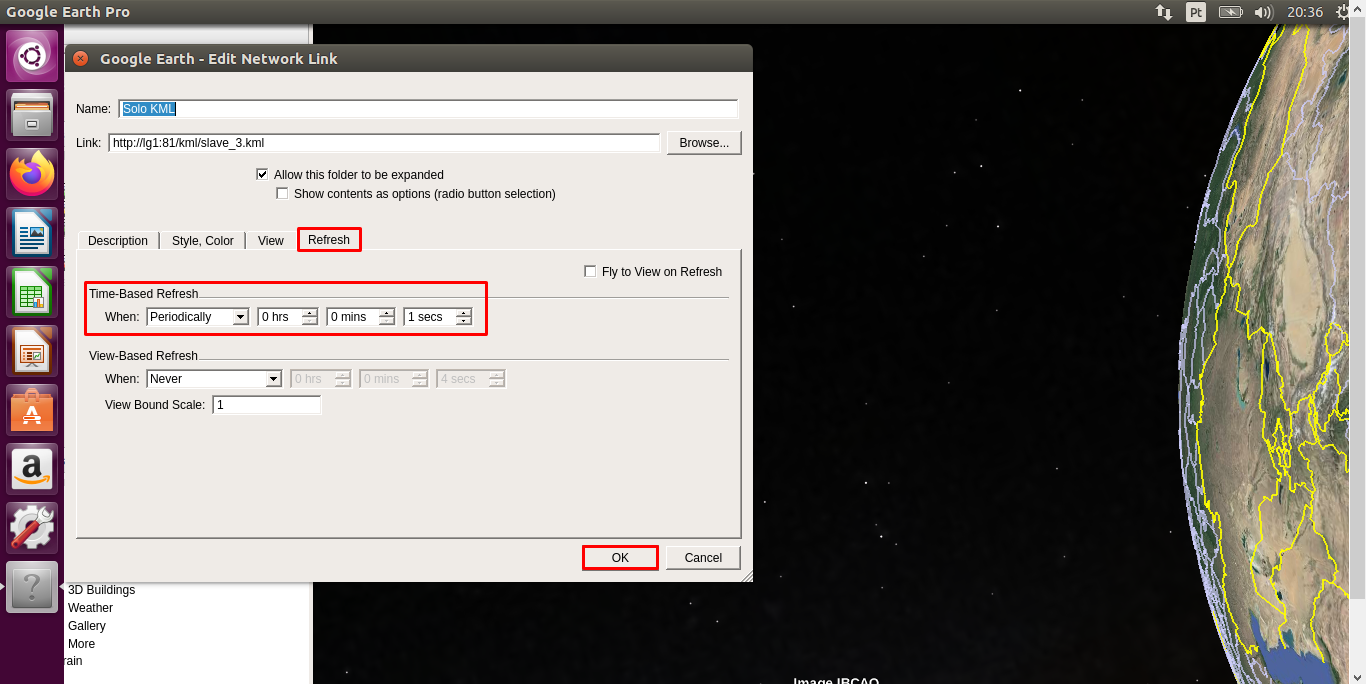 Google Earth Pro
Pt
20:36
Google Earth - Edit Network Link
Name: Solo KML
Link: http://lg1:81/kml/slave_3.kml Browse...
Allow this folder to be expanded
Show contents as options (radio button selection)
Description Style, Color View Refresh
Fly to View on Refresh
Time-Based Refresh
When: Periodically 0 hrs 0 mins 1 secs
View-Based Refresh
When: Never 0 hrs 0 mins 4 secs
View Bound Scale: 1
OK Cancel
3D Buildings
Weather
Gallery
More
rain
Image IBCAO